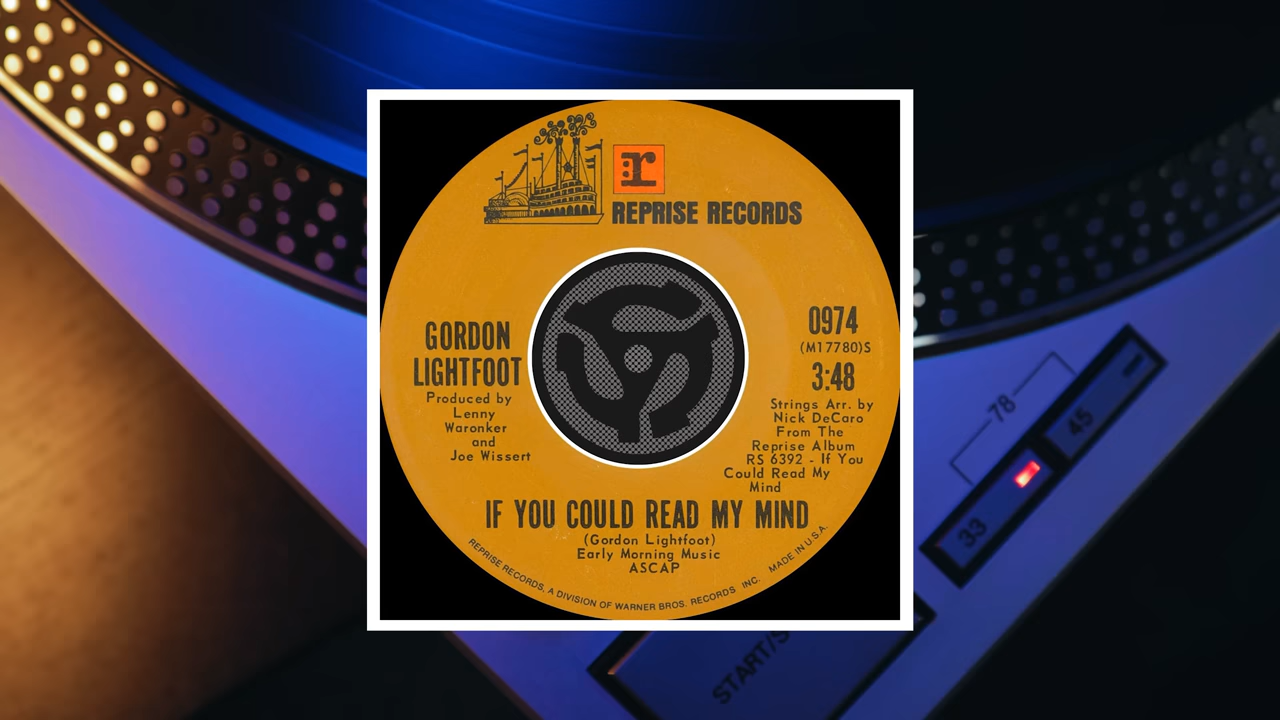 r:
REPRISE RECORDS
GORDON
LIGHTFOOT
Produced by
Lenny
Waronker
and
Joe Wissert
0974
(M17780)S
3:48
Strings Arr. by
Nick DeCaro
From The
Reprise Album
RS 6392 - If You
Could Read My
Mind
IF YOU COULD READ MY MIND
(Gordon Lightfoot)
Early Morning Music
ASCAP
REPRISE RECORDS, A DIVISION OF WARNER BROS. RECORDS INC. MADE IN U.S.A.
78
45
33
START/S